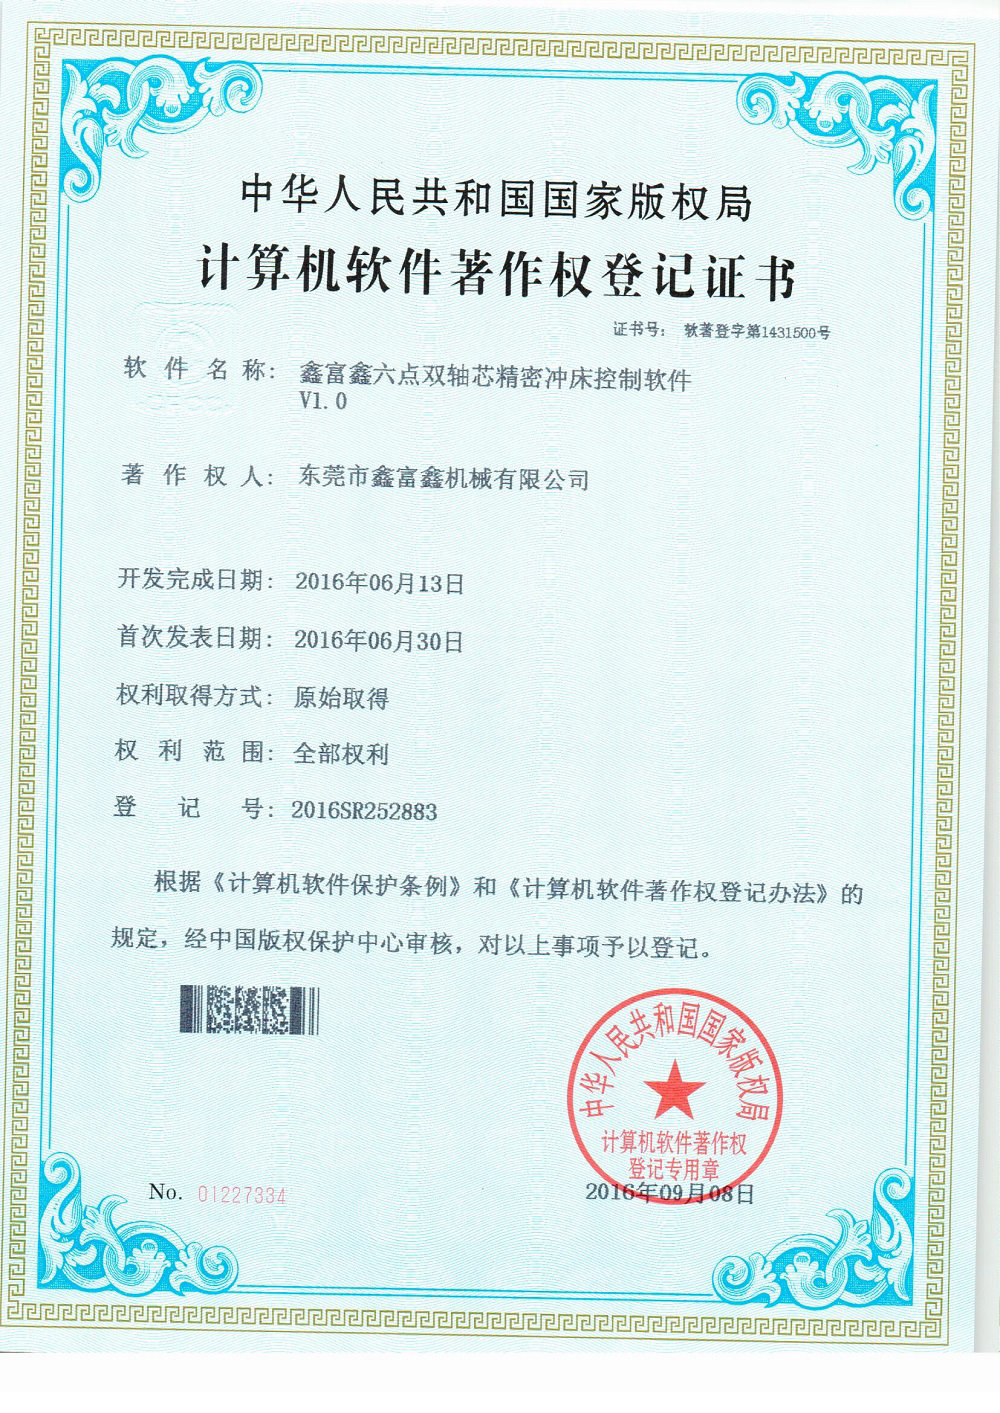 中华人民共和国国家版权局
计算机软件著作权登记证书
证书号： 软著登字第1431500号
软件名称： 鑫富鑫六点双轴芯精密冲床控制软件
V1.0
著作权人： 东莞市鑫富鑫机械有限公司
开发完成日期： 2016年06月13日
首次发表日期： 2016年06月30日
权利取得方式： 原始取得
权利范围： 全部权利
登记号： 2016SR252883
根据《计算机软件保护条例》和《计算机软件著作权登记办法》的
规定，经中国版权保护中心审核，对以上事项予以登记。
中华人民共和国国家版权局
计算机软件著作权
登记专用章
No. 01227334
2016年09月08日